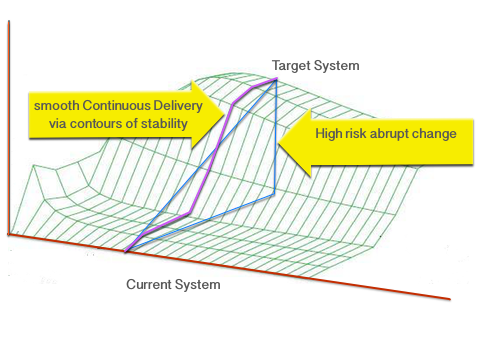 Target System
smooth Continuous Delivery
via contours of stability
High risk abrupt change
Current System